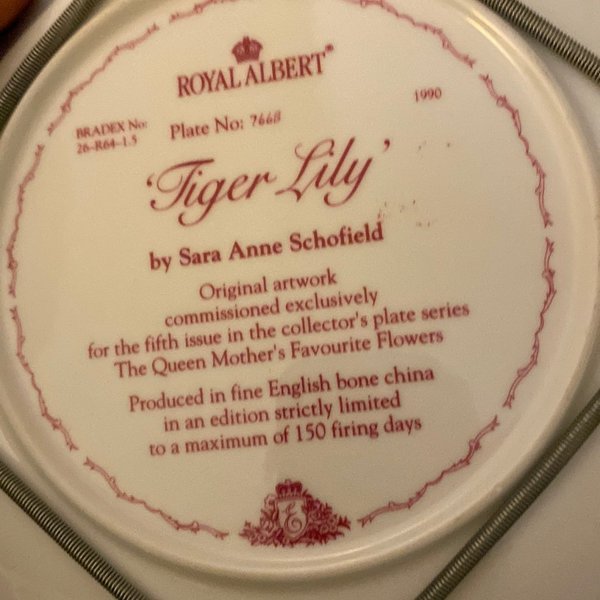 ROYAL ALBERT®
1990
BRADEX No:
26-R64-1.5
Plate No: 766B
'Tiger Lily'
by Sara Anne Schofield
Original artwork
commissioned exclusively
for the fifth issue in the collector's plate series
The Queen Mother's Favourite Flowers
Produced in fine English bone china
in an edition strictly limited
to a maximum of 150 firing days
E